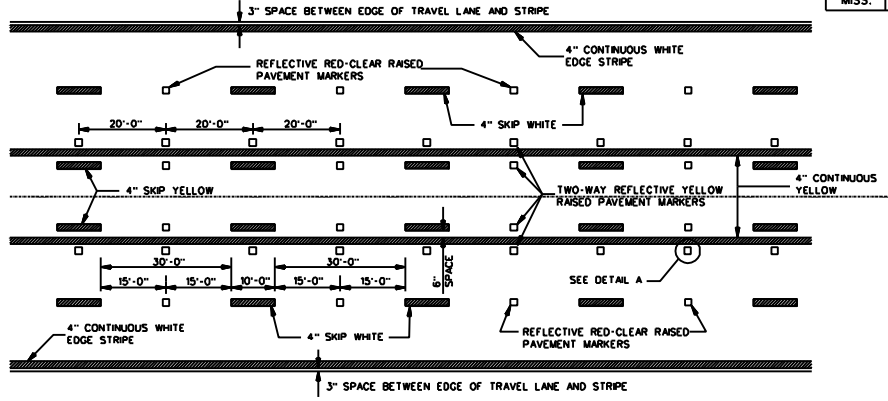 3" SPACE BETWEEN EDGE OF TRAVEL LANE AND STRIPE
MISS.
4" CONTINUOUS WHITE
EDGE STRIPE
REFLECTIVE RED-CLEAR RAISED
PAVEMENT MARKERS
4" SKIP WHITE
20'-0" 20'-0" 20'-0"
4" SKIP YELLOW
TWO-WAY REFLECTIVE YELLOW
RAISED PAVEMENT MARKERS
4" CONTINUOUS
YELLOW
30'-0" 30'-0"
15'-0" 15'-0" 10'-0" 15'-0" 15'-0"
6"
SPACE
SEE DETAIL A
4" CONTINUOUS WHITE
EDGE STRIPE
4" SKIP WHITE
REFLECTIVE RED-CLEAR RAISED
PAVEMENT MARKERS
3" SPACE BETWEEN EDGE OF TRAVEL LANE AND STRIPE